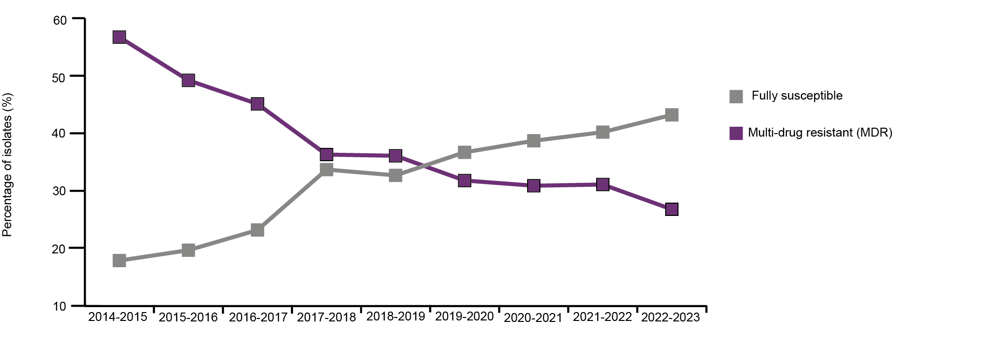 60
50
40
30
20
10
Percentage of isolates (%)
2014-2015 2015-2016 2016-2017 2017-2018 2018-2019 2019-2020 2020-2021 2021-2022 2022-2023
Fully susceptible
Multi-drug resistant (MDR)